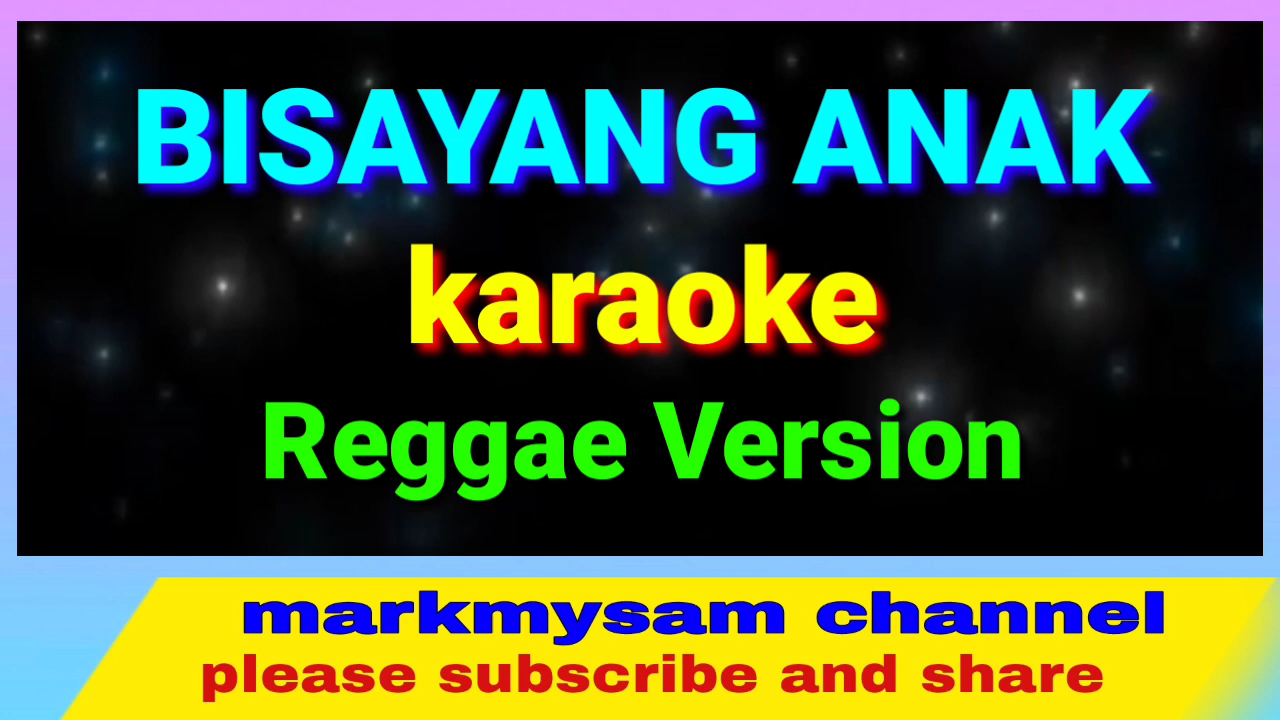 BISAYANG ANAK
karaoke
Reggae Version
markmysam channel
please subscribe and share